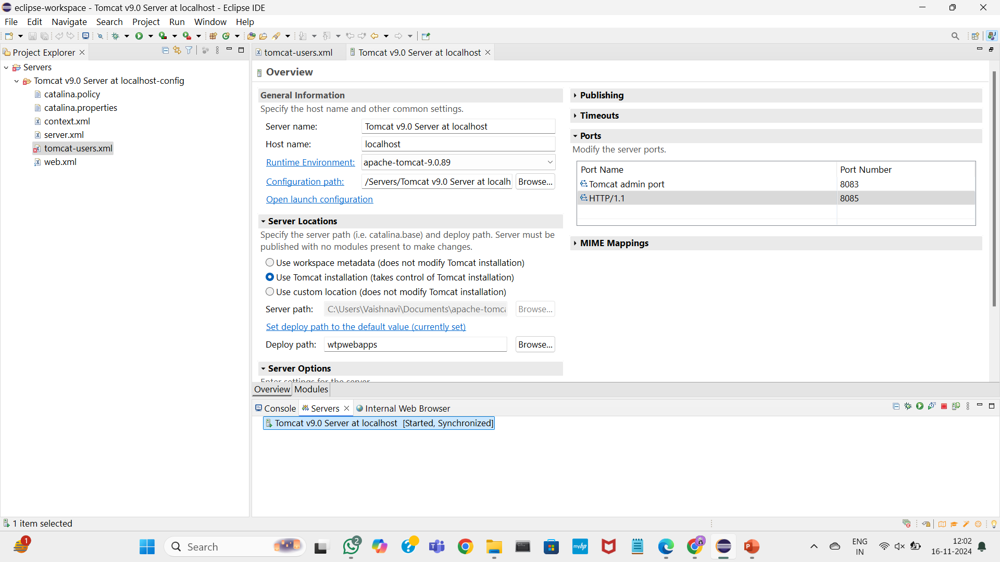 eclipse-workspace - Tomcat v9.0 Server at localhost - Eclipse IDE
File Edit Navigate Search Project Run Window Help
Project Explorer
Servers
Tomcat v9.0 Server at localhost-config
catalina.policy
catalina.properties
context.xml
server.xml
tomcat-users.xml
web.xml
tomcat-users.xml Tomcat v9.0 Server at localhost
Overview
General Information
Specify the host name and other common settings.
Server name: Tomcat v9.0 Server at localhost
Host name: localhost
Runtime Environment: apache-tomcat-9.0.89
Configuration path: /Servers/Tomcat v9.0 Server at localh Browse...
Open launch configuration
Server Locations
Specify the server path (i.e. catalina.base) and deploy path. Server must be
published with no modules present to make changes.
Use workspace metadata (does not modify Tomcat installation)
Use Tomcat installation (takes control of Tomcat installation)
Use custom location (does not modify Tomcat installation)
Server path: C:\Users\Vaishnavi\Documents\apache-tomca Browse...
Set deploy path to the default value (currently set)
Deploy path: wtpwebapps Browse...
Server Options
Enter settings for the server
Publishing
Timeouts
Ports
Modify the server ports.
Port Name Port Number
Tomcat admin port 8083
HTTP/1.1 8085
MIME Mappings
Overview Modules
Console Servers Internal Web Browser
Tomcat v9.0 Server at localhost [Started, Synchronized]
1 item selected
1
Search
2
myhp
ENG
IN
12:02
16-11-2024